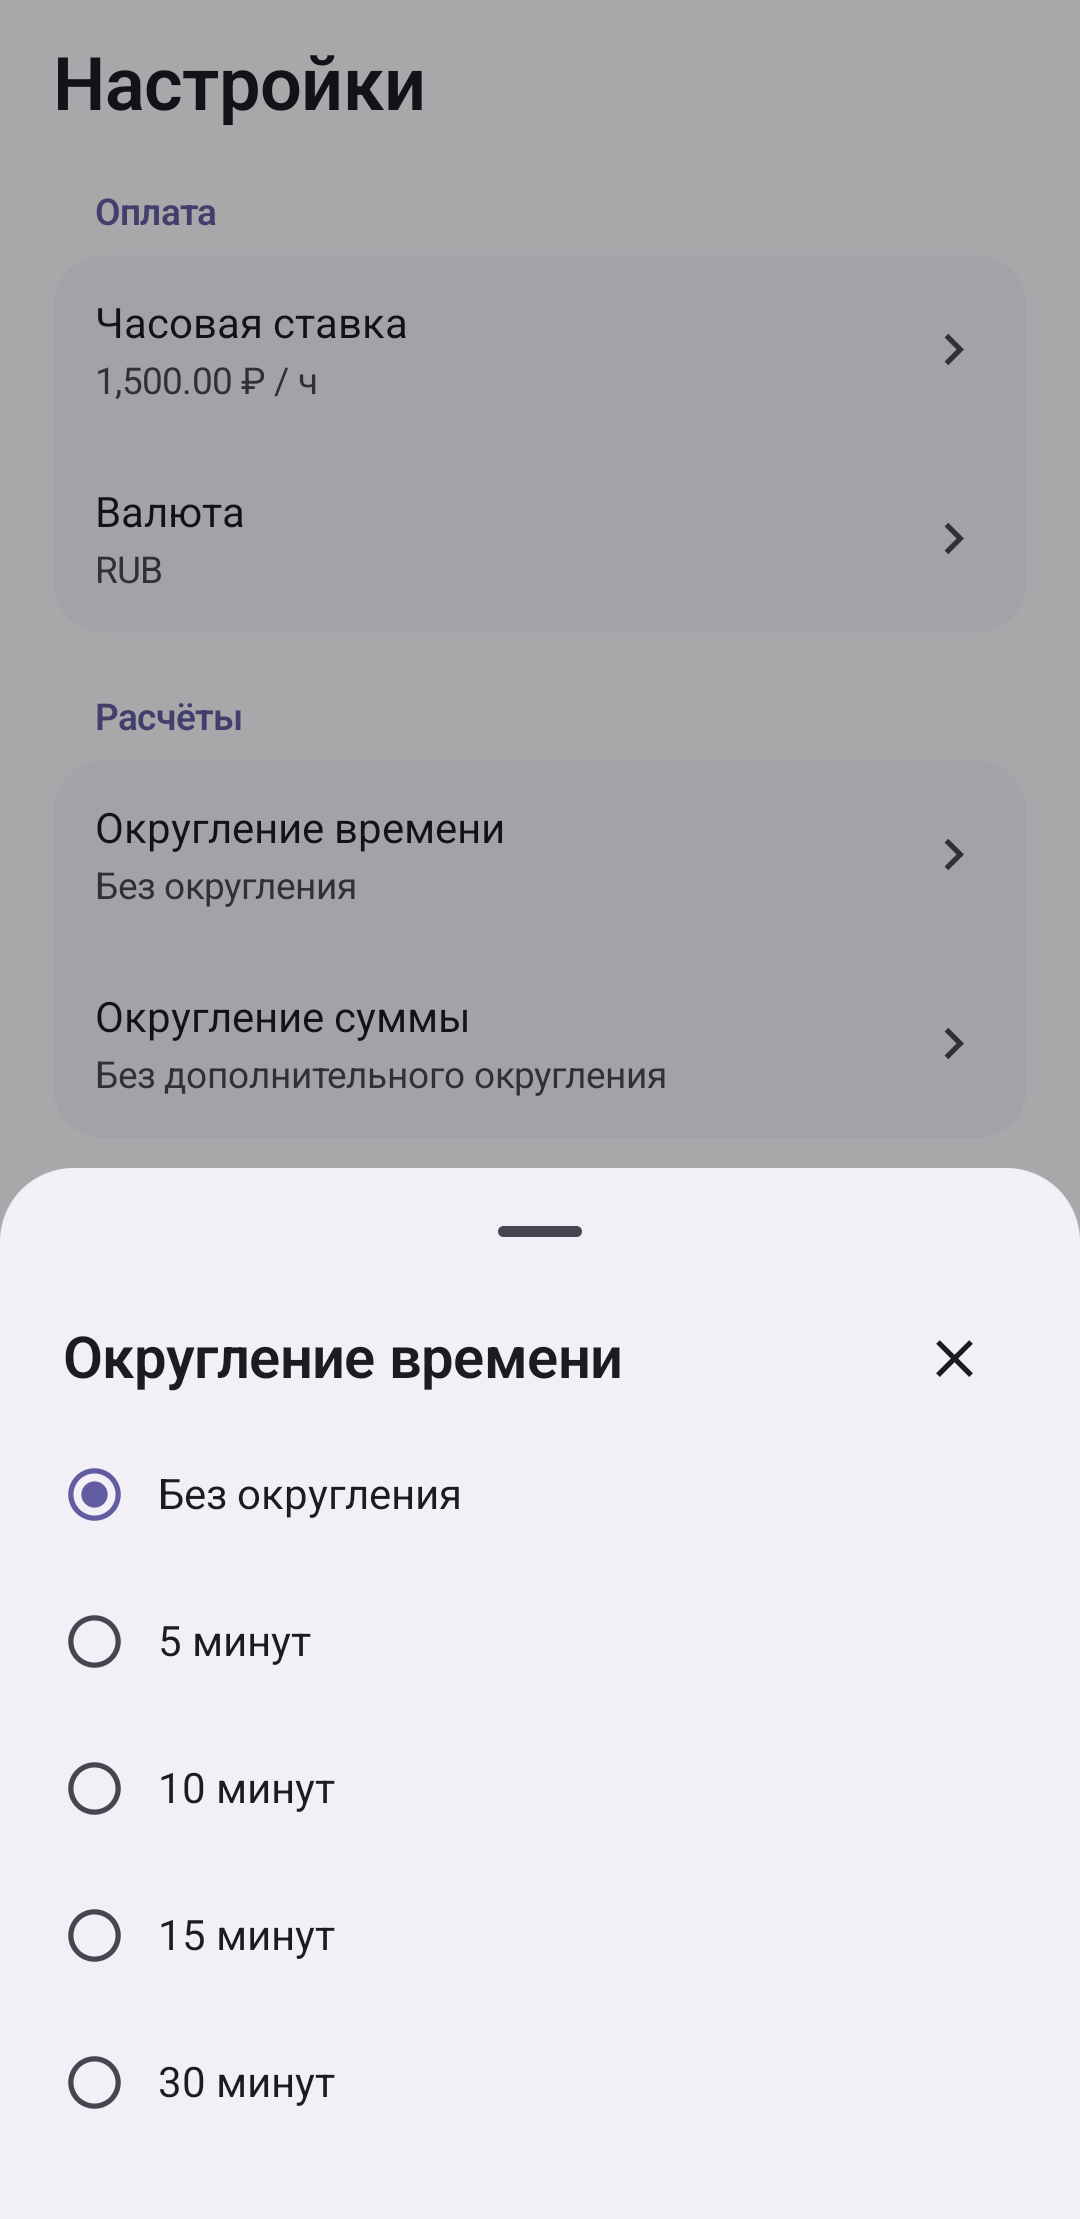 Настройки
Оплата
Часовая ставка
1,500.00 ₽ / ч
Валюта
RUB
Расчёты
Округление времени
Без округления
Округление суммы
Без дополнительного округления
Округление времени
Без округления
5 минут
10 минут
15 минут
30 минут